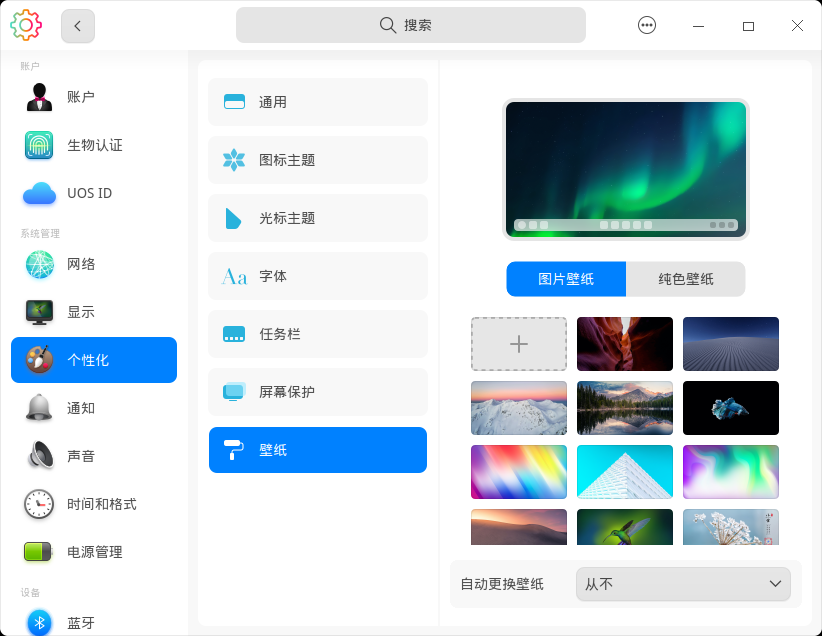 搜索
账户
账户
生物认证
UOS ID
系统管理
网络
显示
个性化
通知
声音
时间和格式
电源管理
设备
蓝牙
通用
图标主题
光标主题
Aa 字体
任务栏
屏幕保护
壁纸
图片壁纸 纯色壁纸
自动更换壁纸 从不